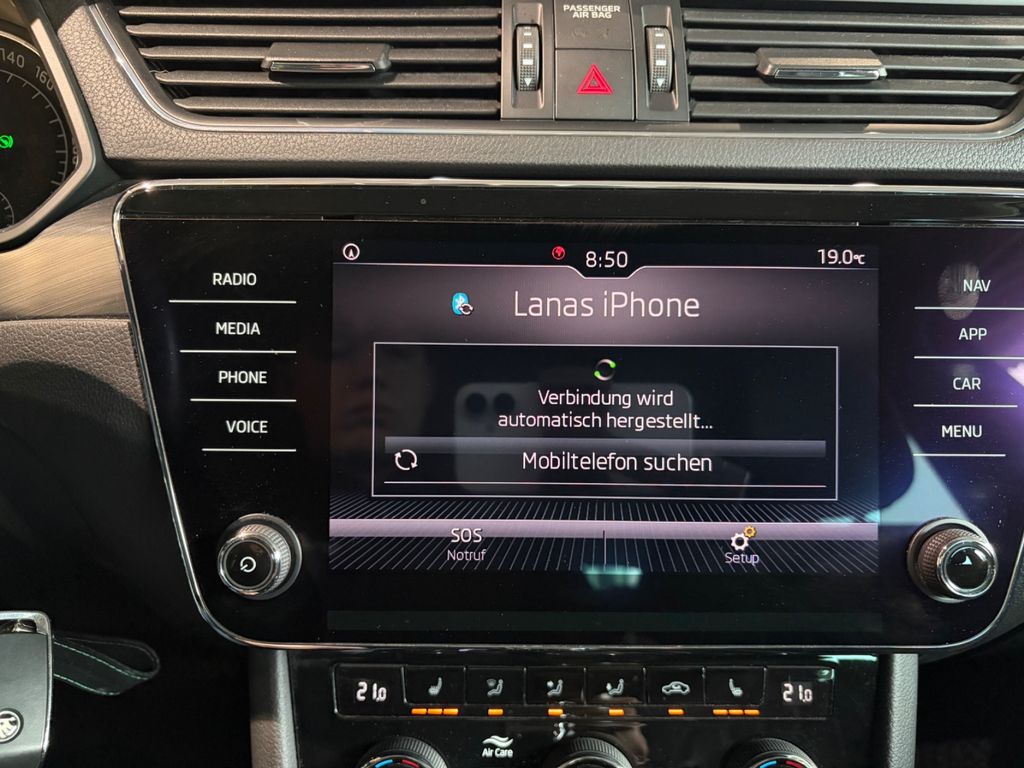 PASSENGER
AIR BAG
140
160
8:50
19.0°C
RADIO
MEDIA
PHONE
VOICE
Lanas iPhone
Verbindung wird
automatisch hergestellt...
Mobiltelefon suchen
SOS
Notruf
Setup
NAV
APP
CAR
MENU
21.0
21.0
Air Care